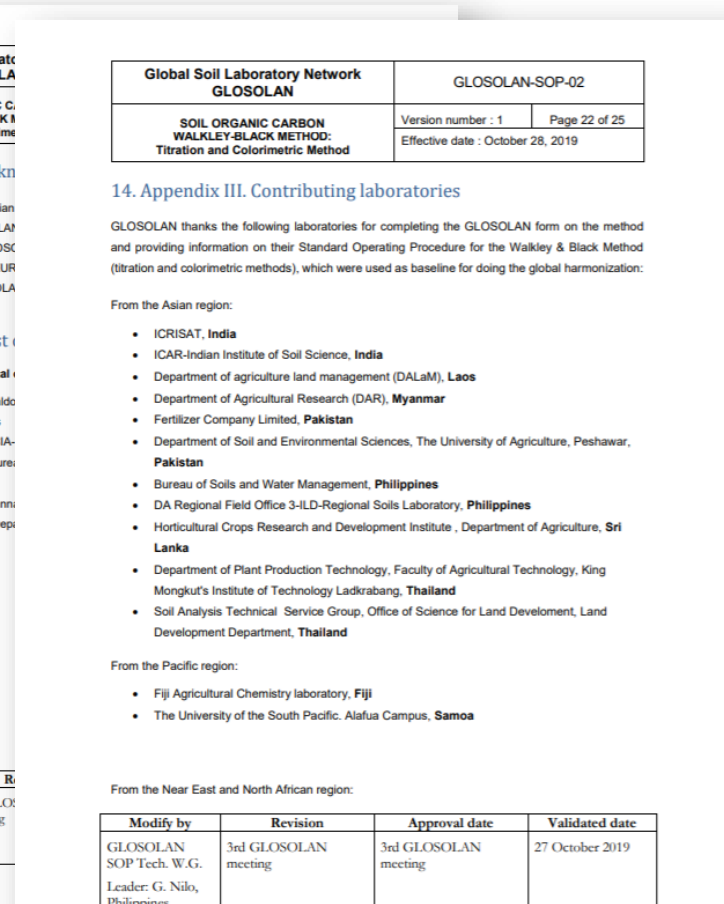 Global Soil Laboratory Network
GLOSOLAN
GLOSOLAN-SOP-02
SOIL ORGANIC CARBON
WALKLEY-BLACK METHOD:
Titration and Colorimetric Method
Version number : 1
Page 22 of 25
Effective date : October 28, 2019
14. Appendix III. Contributing laboratories
GLOSOLAN thanks the following laboratories for completing the GLOSOLAN form on the method
and providing information on their Standard Operating Procedure for the Walkley & Black Method
(titration and colorimetric methods), which were used as baseline for doing the global harmonization:
From the Asian region:
• ICRISAT, India
• ICAR-Indian Institute of Soil Science, India
• Department of agriculture land management (DALaM), Laos
• Department of Agricultural Research (DAR), Myanmar
• Fertilizer Company Limited, Pakistan
• Department of Soil and Environmental Sciences, The University of Agriculture, Peshawar,
Pakistan
• Bureau of Soils and Water Management, Philippines
• DA Regional Field Office 3-ILD-Regional Soils Laboratory, Philippines
• Horticultural Crops Research and Development Institute , Department of Agriculture, Sri
Lanka
• Department of Plant Production Technology, Faculty of Agricultural Technology, King
Mongkut's Institute of Technology Ladkrabang, Thailand
• Soil Analysis Technical Service Group, Office of Science for Land Develoment, Land
Development Department, Thailand
From the Pacific region:
• Fiji Agricultural Chemistry laboratory, Fiji
• The University of the South Pacific. Alafua Campus, Samoa
From the Near East and North African region:
Modify by
Revision
Approval date
Validated date
GLOSOLAN
SOP Tech. W.G.
3rd GLOSOLAN
meeting
3rd GLOSOLAN
meeting
27 October 2019
Leader: G. Nilo,
Philippines